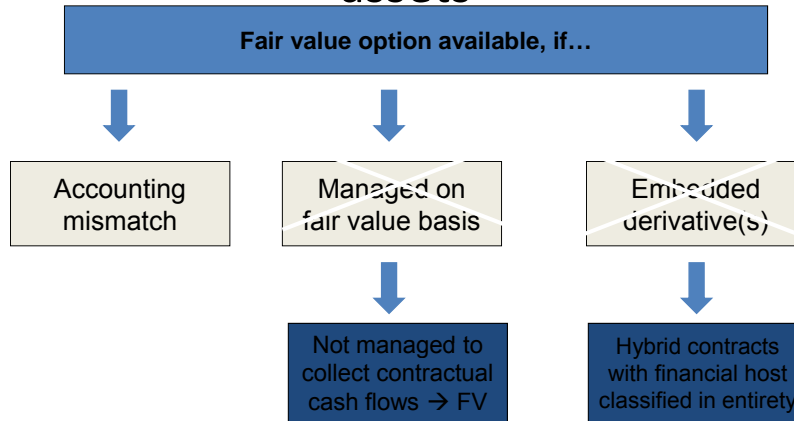 assets
Fair value option available, if…
Accounting
mismatch
Managed on
fair value basis
Embedded
derivative(s)
Not managed to
collect contractual
cash flows → FV
Hybrid contracts
with financial host
classified in entirety